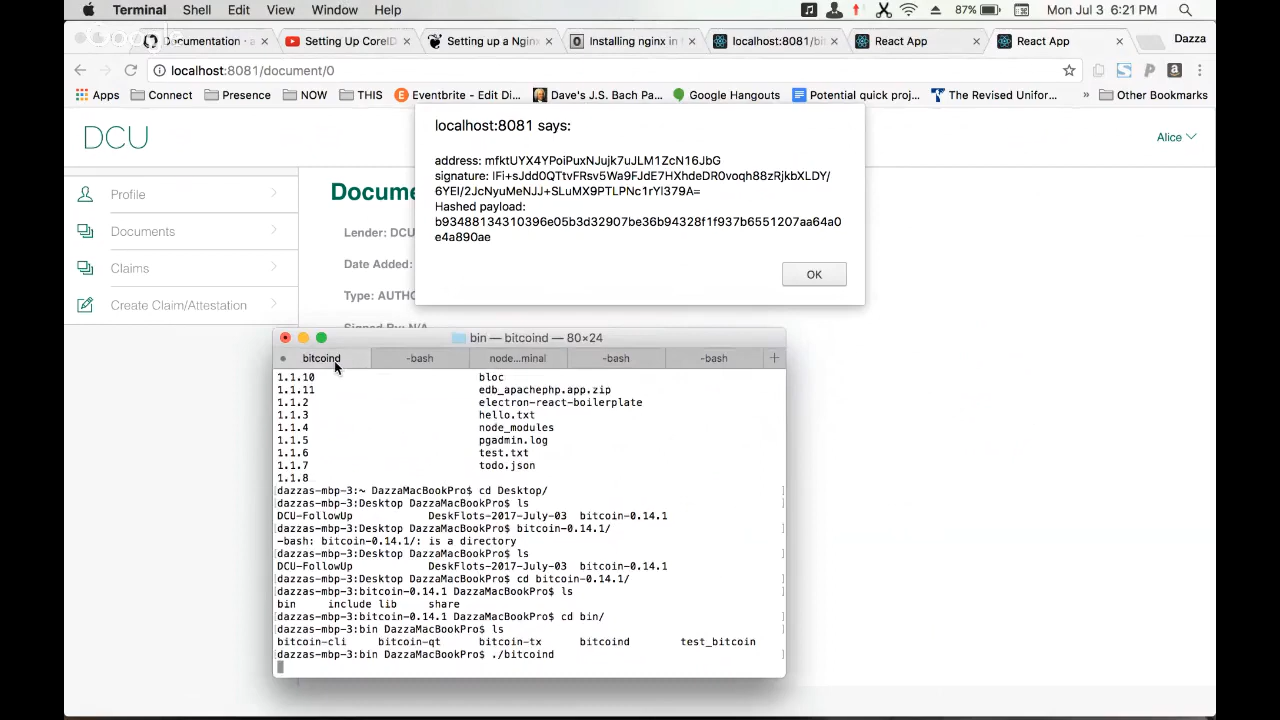 Terminal Shell Edit View Window Help 87% Mon Jul 3 6:21 PM
Documentation · a Setting Up CoreID Setting up a Nginx Installing nginx in localhost:8081/bit React App React App Dazza
localhost:8081/document/0
Apps Connect Presence NOW THIS Eventbrite - Edit Di... Dave's J.S. Bach Pa... Google Hangouts Potential quick proj... The Revised Unifor... » Other Bookmarks
DCU
Alice
Profile
Documents
Claims
Create Claim/Attestation
Docume
Lender: DCU
Date Added:
Type: AUTHO
Signed By: N/A
localhost:8081 says:
address: mfktUYX4YPoiPuxNJujk7uJLM1ZcN16JbG
signature: IFi+sJdd0QTtvFRsv5Wa9FJdE7HXhdeDR0voqh88zRjkbXLDY/
6YEl/2JcNyuMeNJJ+SLuMX9PTLPNc1rYl379A=
Hashed payload:
b93488134310396e05b3d32907be36b94328f1f937b6551207aa64a0
e4a890ae
OK
bin — bitcoind — 80×24
bitcoind -bash node...minal -bash -bash +
1.1.10 bloc
1.1.11 edb_apachephp.app.zip
1.1.2 electron-react-boilerplate
1.1.3 hello.txt
1.1.4 node_modules
1.1.5 pgadmin.log
1.1.6 test.txt
1.1.7 todo.json
1.1.8
[dazzas-mbp-3:~ DazzaMacBookPro$ cd Desktop/ ]
[dazzas-mbp-3:Desktop DazzaMacBookPro$ ls ]
DCU-FollowUp DeskFlots-2017-July-03 bitcoin-0.14.1
[dazzas-mbp-3:Desktop DazzaMacBookPro$ bitcoin-0.14.1/ ]
-bash: bitcoin-0.14.1/: is a directory
[dazzas-mbp-3:Desktop DazzaMacBookPro$ ls ]
DCU-FollowUp DeskFlots-2017-July-03 bitcoin-0.14.1
[dazzas-mbp-3:Desktop DazzaMacBookPro$ cd bitcoin-0.14.1/ ]
[dazzas-mbp-3:bitcoin-0.14.1 DazzaMacBookPro$ ls ]
bin include lib share
[dazzas-mbp-3:bitcoin-0.14.1 DazzaMacBookPro$ cd bin/ ]
[dazzas-mbp-3:bin DazzaMacBookPro$ ls ]
bitcoin-cli bitcoin-qt bitcoin-tx bitcoind test_bitcoin
[dazzas-mbp-3:bin DazzaMacBookPro$ ./bitcoind ]